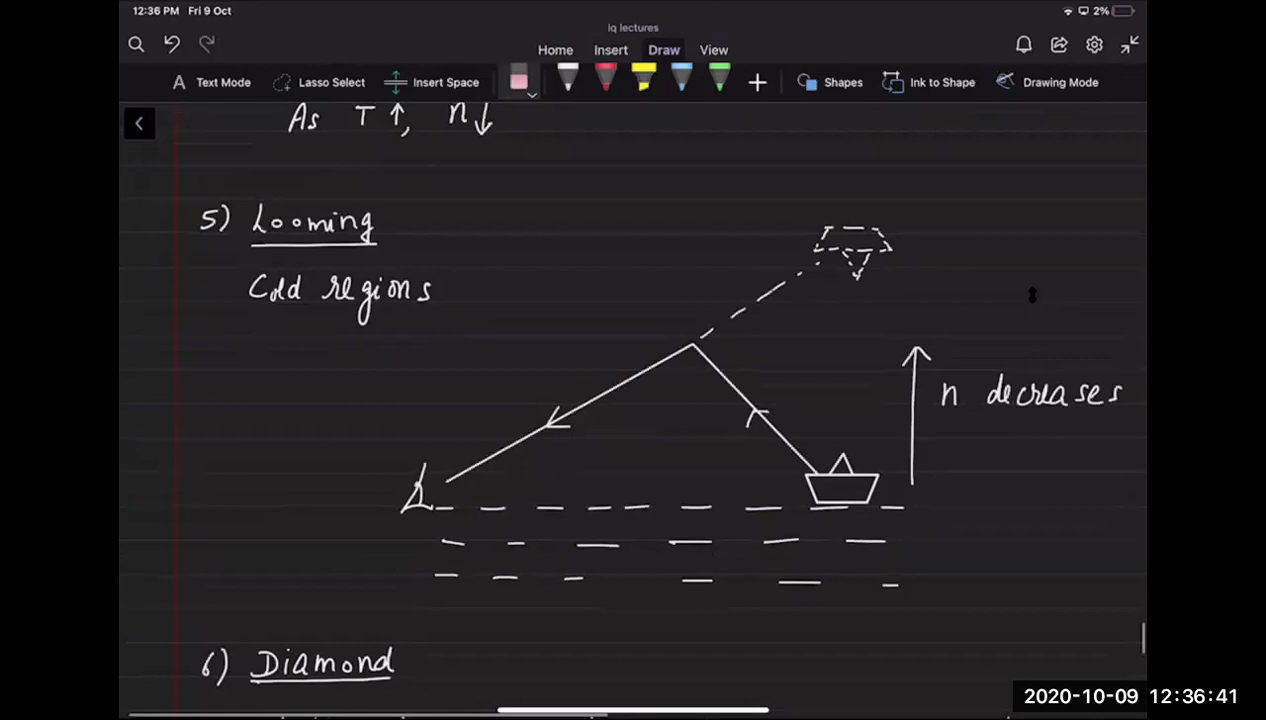 12:36 PM Fri 9 Oct
2%
iq lectures
Home Insert Draw View
Text Mode Lasso Select Insert Space Shapes Ink to Shape Drawing Mode
As T ↑, n ↓
5) Looming
Cold regions
n decreases
6) Diamond
2020-10-09 12:36:41